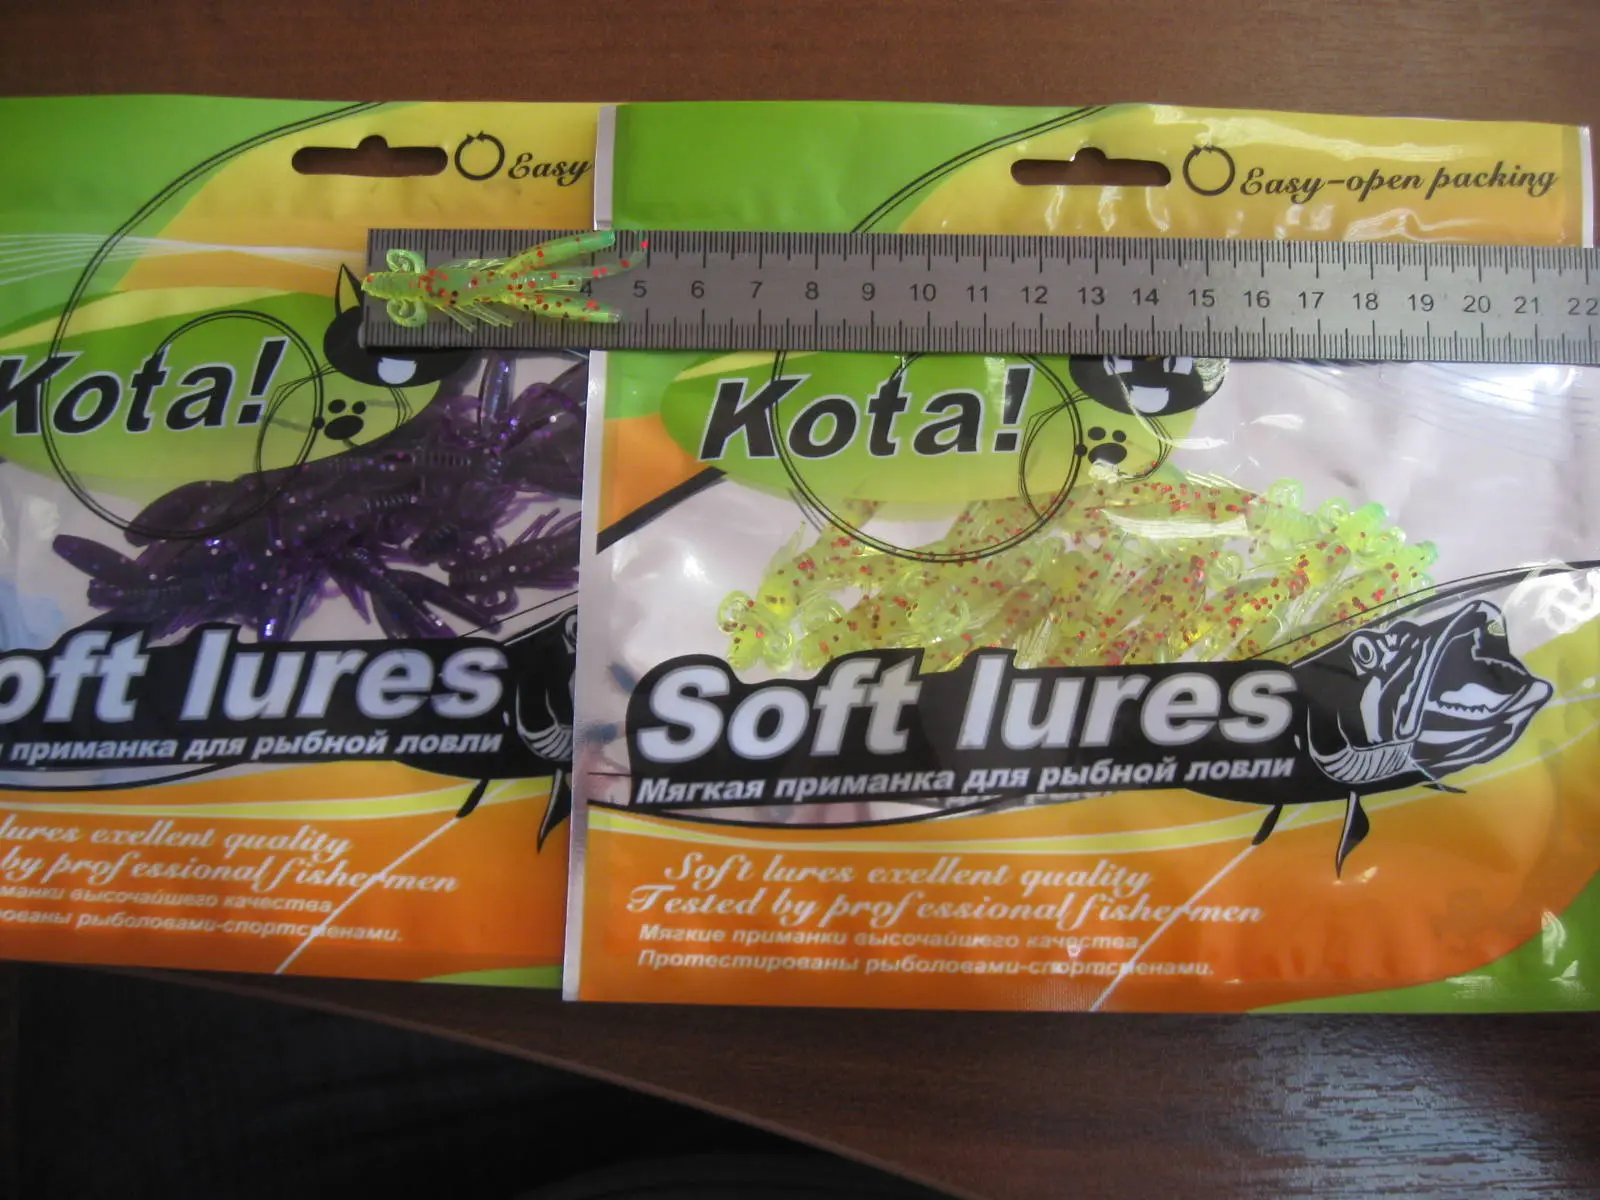 Easy
Easy-open packing
4 5 6 7 8 9 10 11 12 13 14 15 16 17 18 19 20 21 22
Kota!
Kota!
oft lures
приманка для рыбной ловли
lures exellent quality
by professional fishermen
высочайшего качества
рыболовами-спортсменами.
Soft lures
Мягкая приманка для рыбной ловли
Soft lures exellent quality
Tested by professional fishermen
Мягкие приманки высочайшего качества
Протестированы рыболовами-спортсменами.